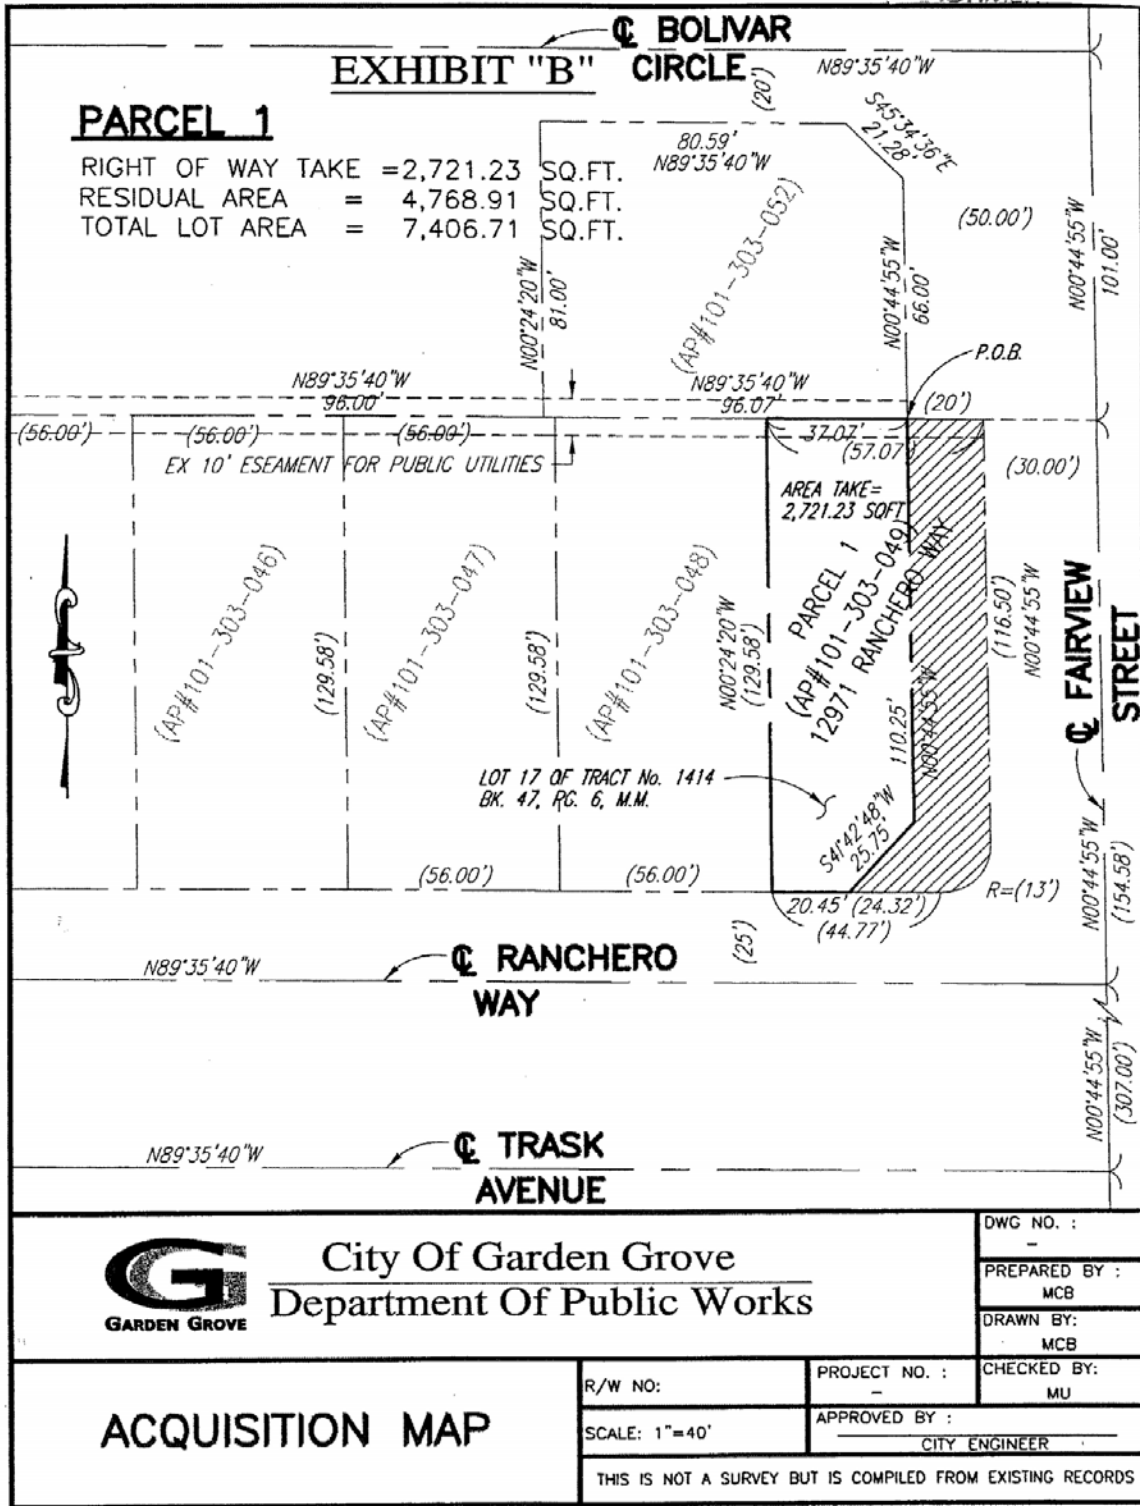 ℄ BOLIVAR
CIRCLE
EXHIBIT "B"
N89°35'40"W
(20')
PARCEL 1
RIGHT OF WAY TAKE =2,721.23 SQ.FT.
RESIDUAL AREA = 4,768.91 SQ.FT.
TOTAL LOT AREA = 7,406.71 SQ.FT.
80.59'
N89°35'40"W
S45°34'36"E
21.28'
(50.00')
N00°44'55"W
101.00'
(AP#101-303-052)
N00°24'20"W
81.00'
N00°44'55"W
66.00'
P.O.B.
N89°35'40"W
96.00'
N89°35'40"W
96.07'
(20')
(56.00')
(56.00')
(56.00')
37.07'
(57.07')
(30.00')
EX 10' ESEAMENT FOR PUBLIC UTILITIES
AREA TAKE=
2,721.23 SQFT
PARCEL 1
(AP#101-303-049)
12971 RANCHERO WAY
(AP#101-303-046)
(129.58')
(AP#101-303-047)
(129.58')
(AP#101-303-048)
N00°24'20"W
(129.58')
110.25'
N00°44'55"W
(116.50')
N00°44'55"W
℄ FAIRVIEW
STREET
LOT 17 OF TRACT No. 1414
BK. 47, PG. 6, M.M.
S41°42'48"W
25.75'
(56.00')
(56.00')
20.45' (24.32')
(44.77')
R=(13')
N00°44'55"W
(154.58')
(25')
N89°35'40"W
℄ RANCHERO
WAY
N00°44'55"W
(307.00')
N89°35'40"W
℄ TRASK
AVENUE
GG
GARDEN GROVE
City Of Garden Grove
Department Of Public Works
DWG NO. :
-
PREPARED BY :
MCB
DRAWN BY:
MCB
ACQUISITION MAP
R/W NO:
PROJECT NO. :
-
CHECKED BY:
MU
SCALE: 1"=40'
APPROVED BY :
CITY ENGINEER
THIS IS NOT A SURVEY BUT IS COMPILED FROM EXISTING RECORDS